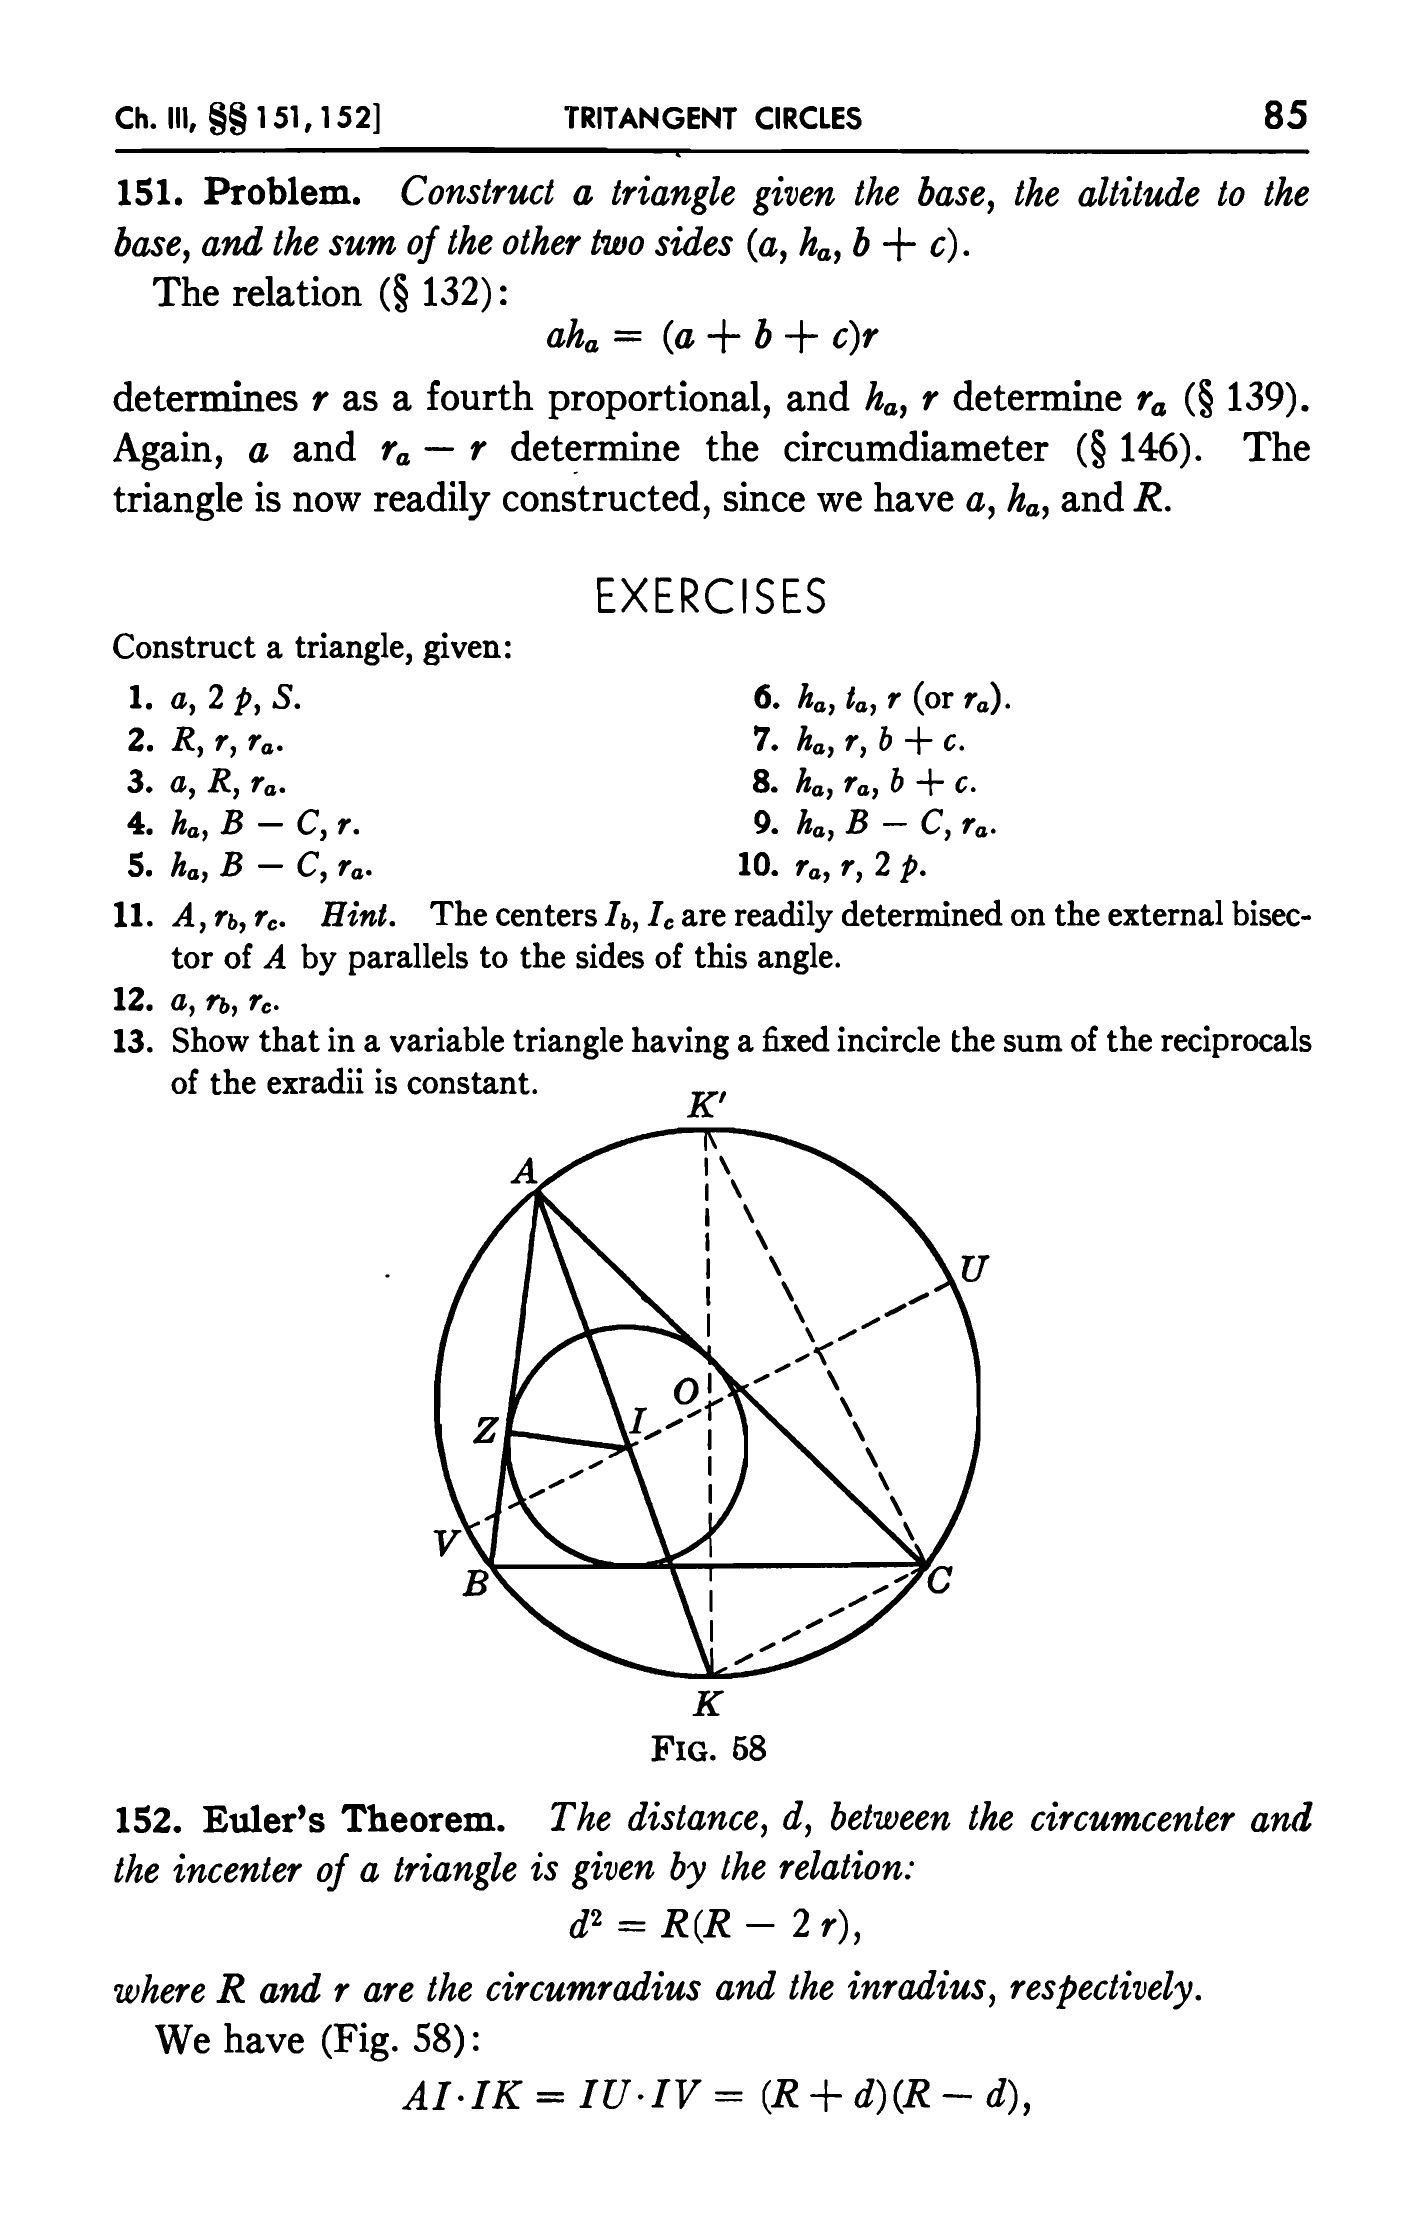 Ch. III, §§ 151, 152] TRITANGENT CIRCLES 85
151. Problem. Construct a triangle given the base, the altitude to the
base, and the sum of the other two sides (a, hₐ, b + c).
The relation (§ 132):
ahₐ = (a + b + c)r
determines r as a fourth proportional, and hₐ, r determine rₐ (§ 139).
Again, a and rₐ — r determine the circumdiameter (§ 146). The
triangle is now readily constructed, since we have a, hₐ, and R.
EXERCISES
Construct a triangle, given:
1. a, 2 p, S.
2. R, r, rₐ.
3. a, R, rₐ.
4. hₐ, B — C, r.
5. hₐ, B — C, rₐ.
6. hₐ, tₐ, r (or rₐ).
7. hₐ, r, b + c.
8. hₐ, rₐ, b + c.
9. hₐ, B — C, rₐ.
10. rₐ, r, 2 p.
11. A, r_b, r_c. Hint. The centers I_b, I_c are readily determined on the external bisec-
tor of A by parallels to the sides of this angle.
12. a, r_b, r_c.
13. Show that in a variable triangle having a fixed incircle the sum of the reciprocals
of the exradii is constant.
K'
A
U
O
Z
I
V
B
C
K
FIG. 58
152. Euler's Theorem. The distance, d, between the circumcenter and
the incenter of a triangle is given by the relation:
d² = R(R — 2 r),
where R and r are the circumradius and the inradius, respectively.
We have (Fig. 58):
AI·IK = IU·IV = (R + d)(R — d),